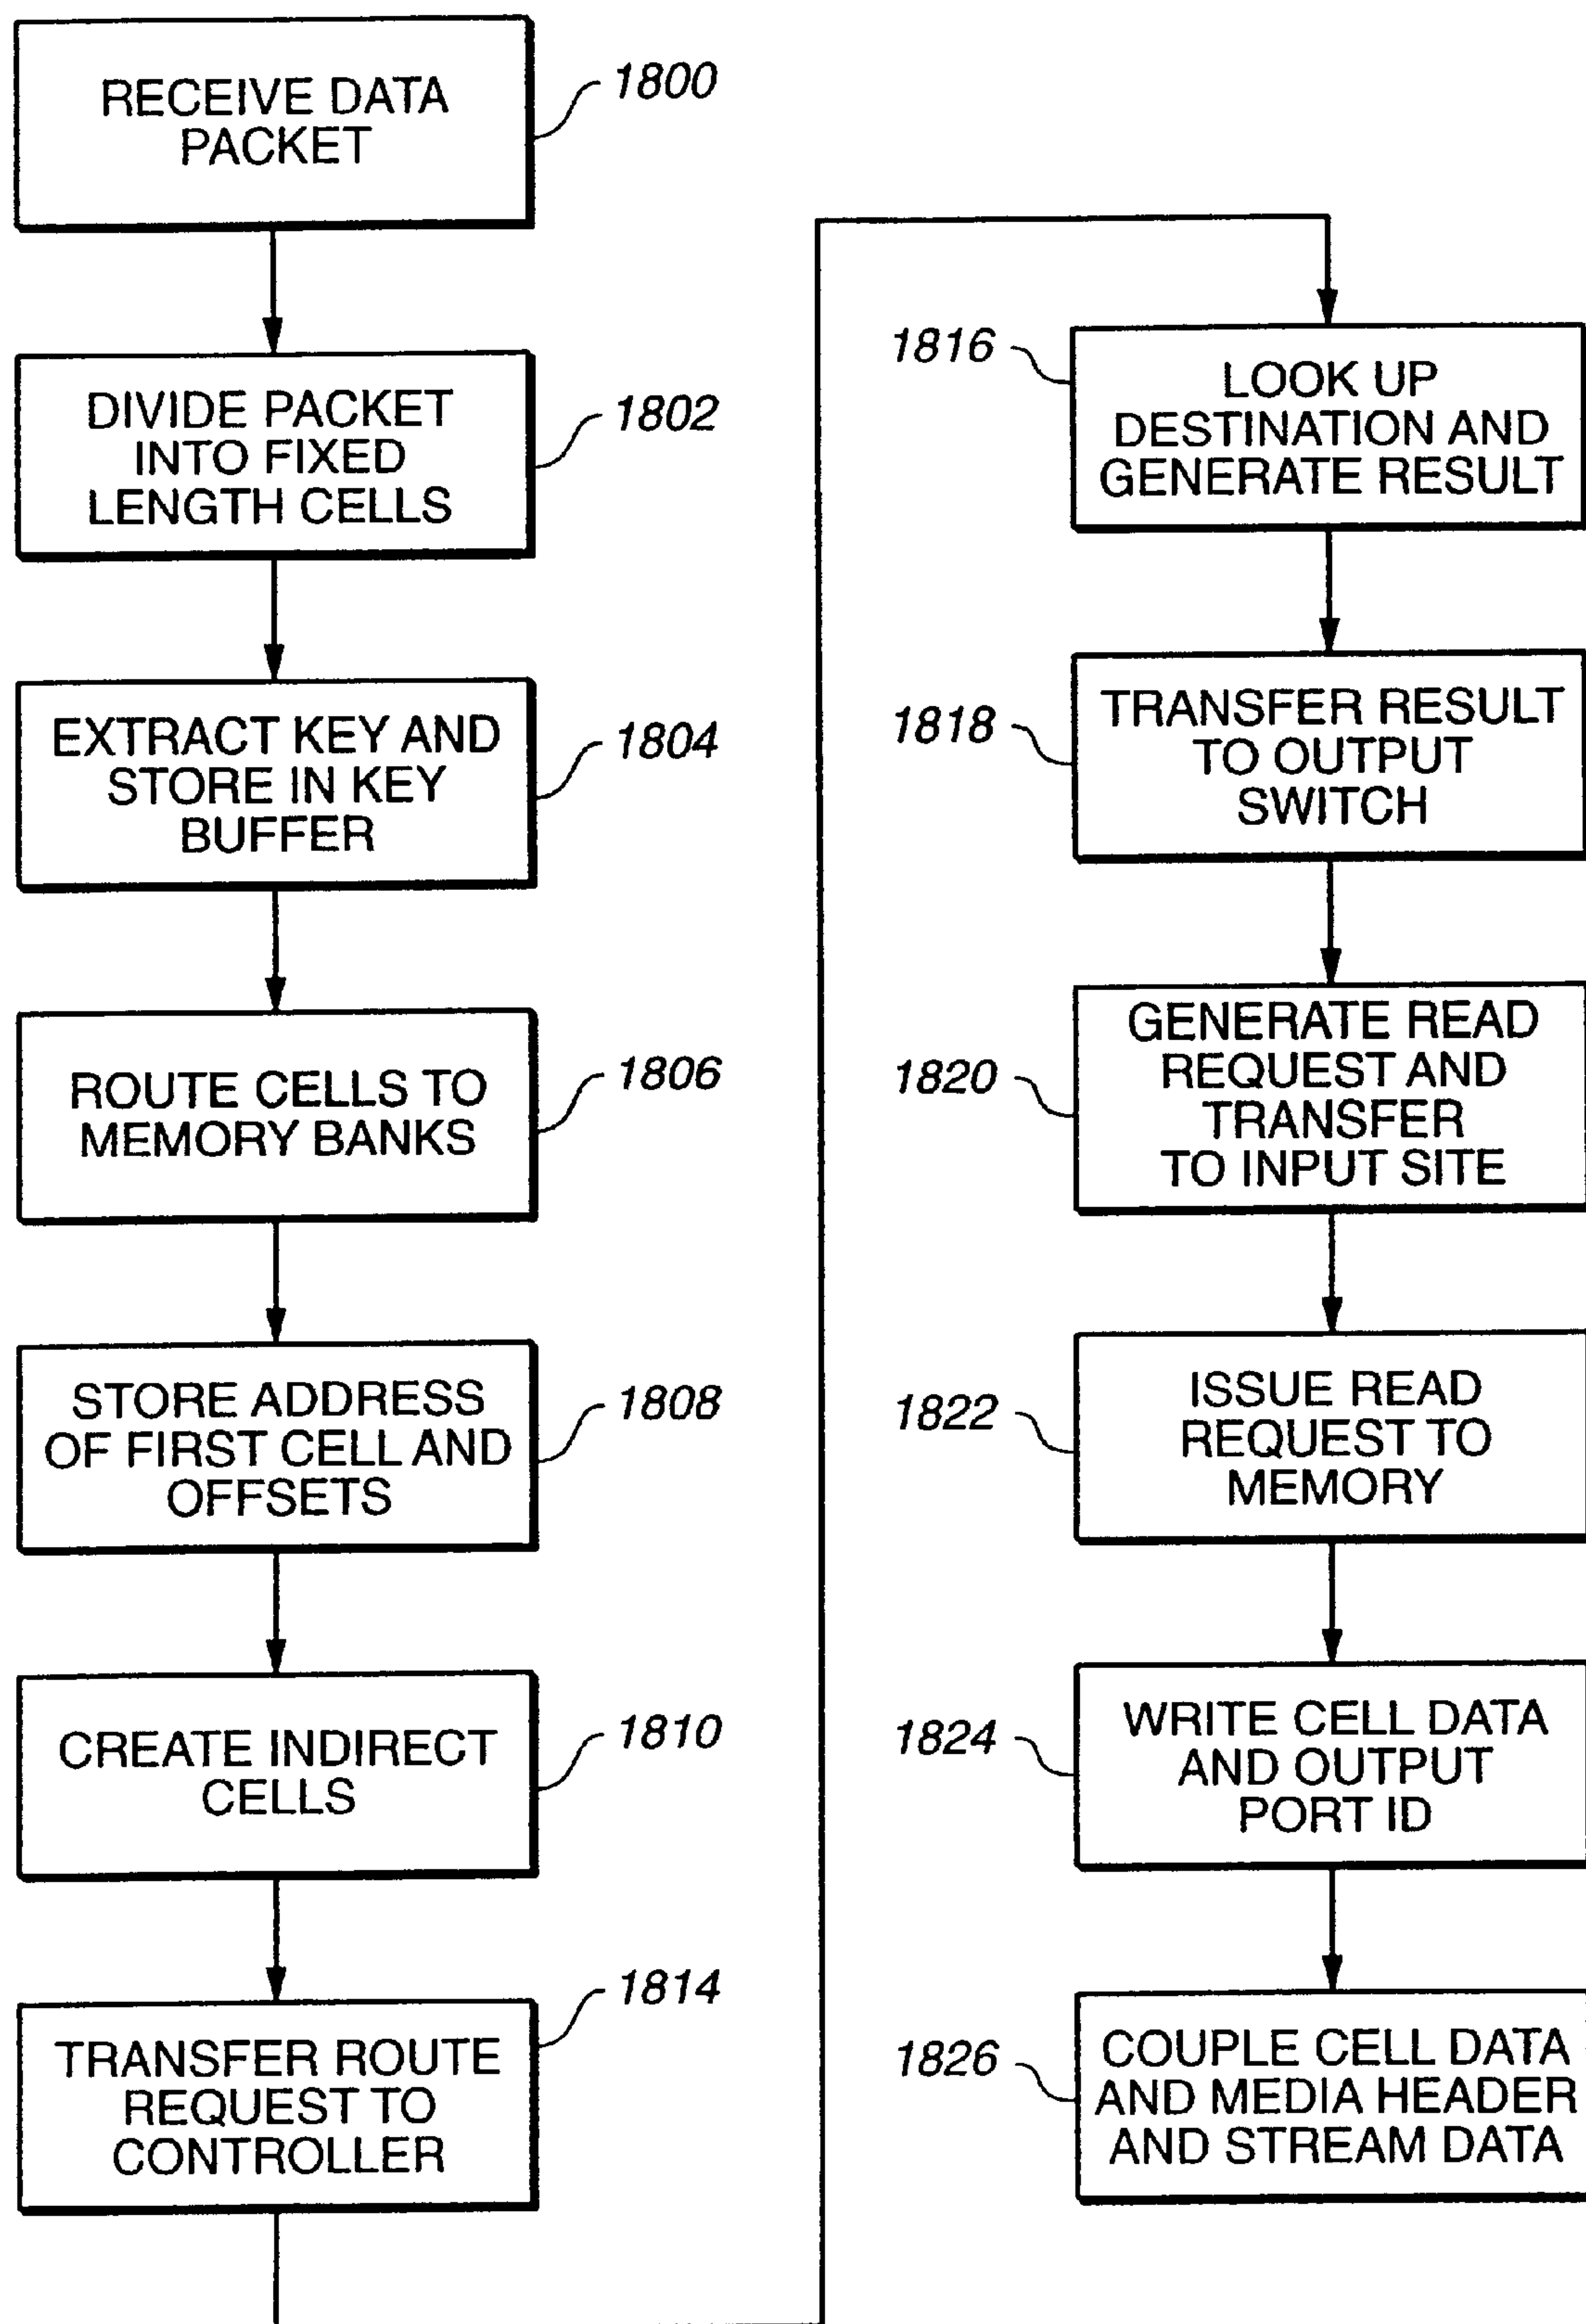 RECEIVE DATA
PACKET
1800
DIVIDE PACKET
INTO FIXED
LENGTH CELLS
1802
EXTRACT KEY AND
STORE IN KEY
BUFFER
1804
ROUTE CELLS TO
MEMORY BANKS
1806
STORE ADDRESS
OF FIRST CELL AND
OFFSETS
1808
CREATE INDIRECT
CELLS
1810
TRANSFER ROUTE
REQUEST TO
CONTROLLER
1814
1816
LOOK UP
DESTINATION AND
GENERATE RESULT
1818
TRANSFER RESULT
TO OUTPUT
SWITCH
1820
GENERATE READ
REQUEST AND
TRANSFER
TO INPUT SITE
1822
ISSUE READ
REQUEST TO
MEMORY
1824
WRITE CELL DATA
AND OUTPUT
PORT ID
1826
COUPLE CELL DATA
AND MEDIA HEADER
AND STREAM DATA